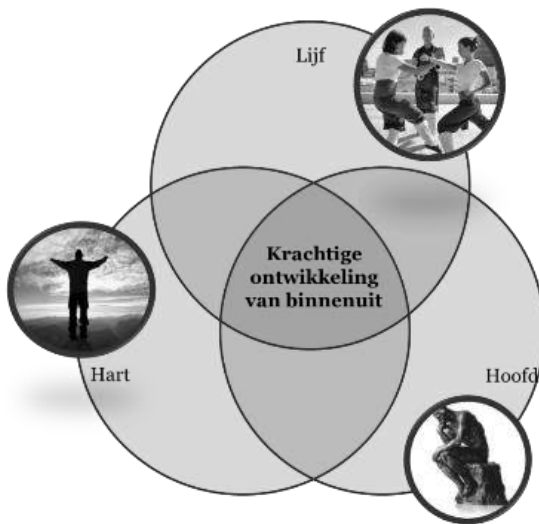 Lijf
Krachtige
ontwikkeling
van binnenuit
Hart
Hoofd